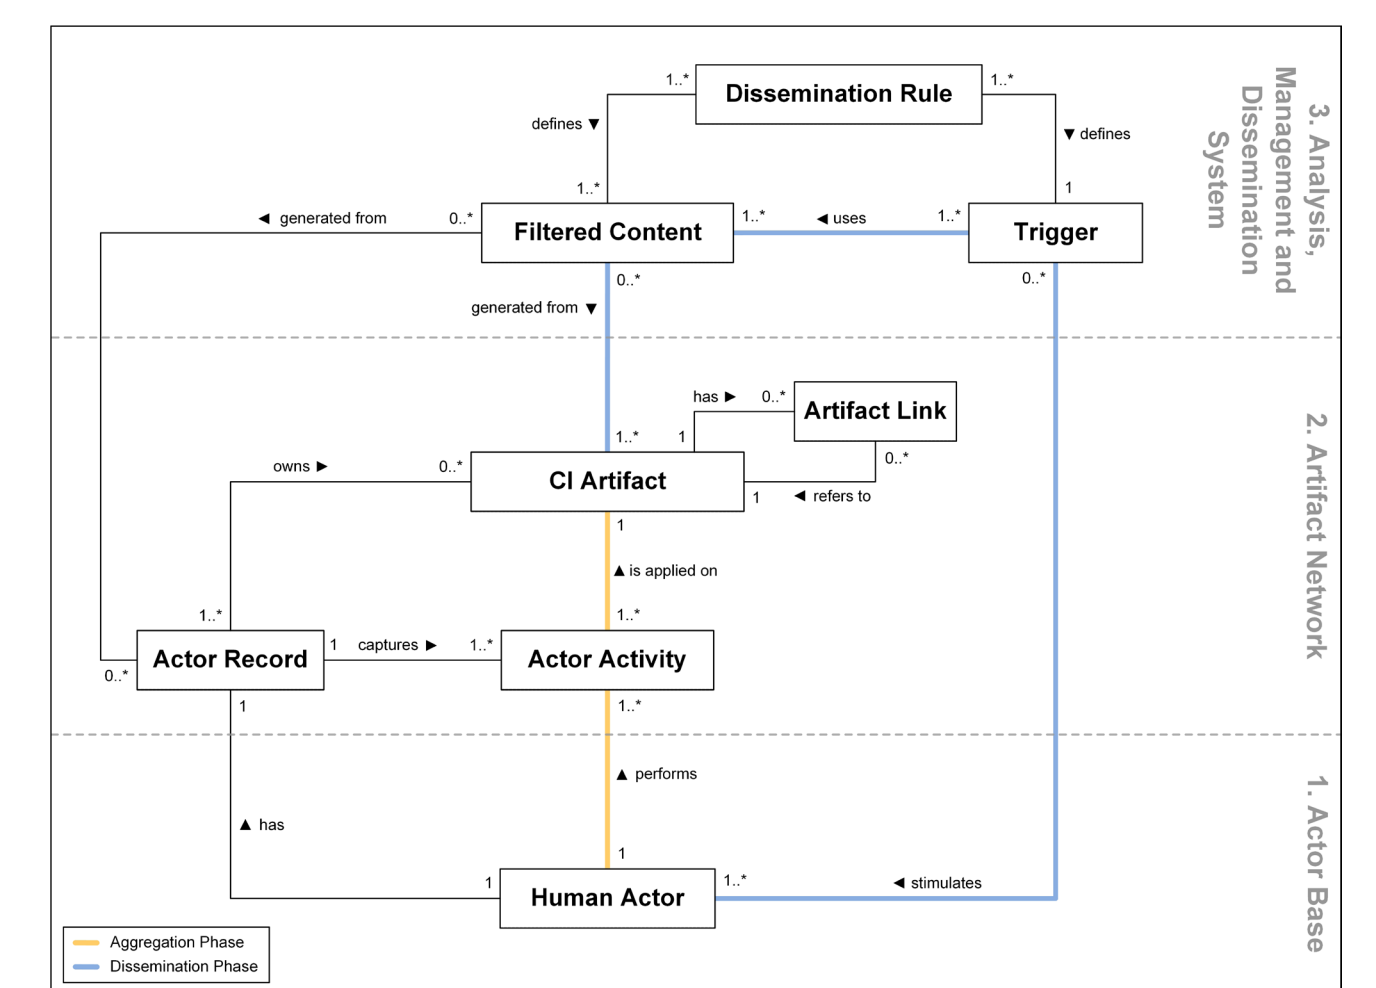 1..* Dissemination Rule 1..*
defines ▼
▼ defines
3. Analysis,
Management and
Dissemination
System
1..*
1
◄ generated from
0..*
Filtered Content
1..*
◄ uses
1..*
Trigger
0..*
0..*
generated from ▼
has ►
0..*
Artifact Link
1..*
1
0..*
owns ►
0..*
CI Artifact
1
◄ refers to
1
2. Artifact Network
▲ is applied on
1..*
1..*
Actor Record
1
captures ►
1..*
Actor Activity
0..*
1
1..*
▲ performs
▲ has
1
1
Human Actor
1..*
◄ stimulates
1. Actor Base
Aggregation Phase
Dissemination Phase